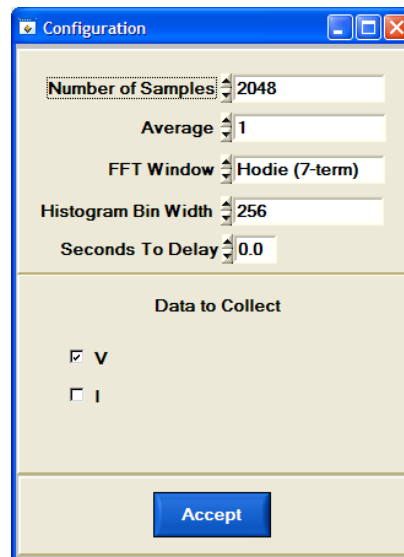 Configuration
Number of Samples 2048
Average 1
FFT Window Hodie (7-term)
Histogram Bin Width 256
Seconds To Delay 0.0
Data to Collect
V
I
Accept